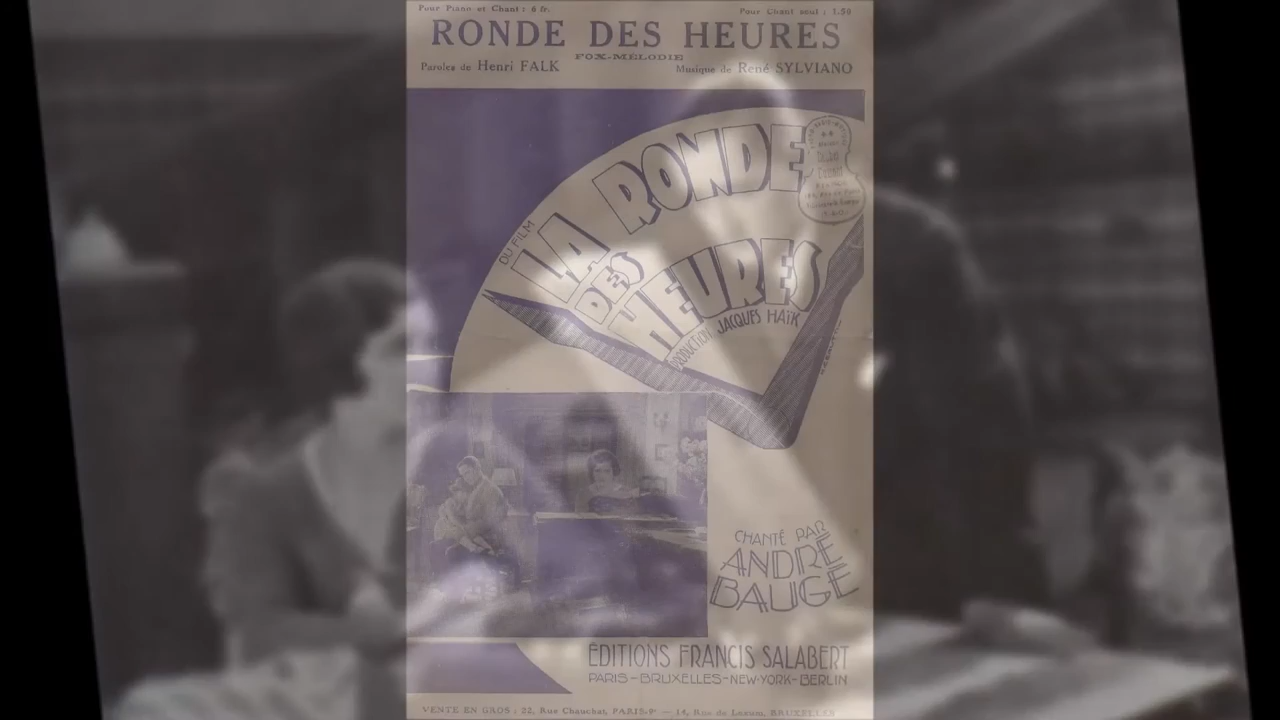 Pour Piano et Chant : 6 fr.
Pour Chant seul : 1.50
RONDE DES HEURES
FOX-MÉLODIE
Paroles de Henri FALK
Musique de René SYLVIANO
DU FILM
LA RONDE
DES
HEURES
PRODUCTION JACQUES HAÏK
CHANTÉ PAR
ANDRÉ
BAUGÉ
ÉDITIONS FRANCIS SALABERT
PARIS-BRUXELLES-NEW-YORK-BERLIN
VENTE EN GROS : 22, Rue Chauchat, PARIS-9e — 14, Rue de Loxum, BRUXELLES